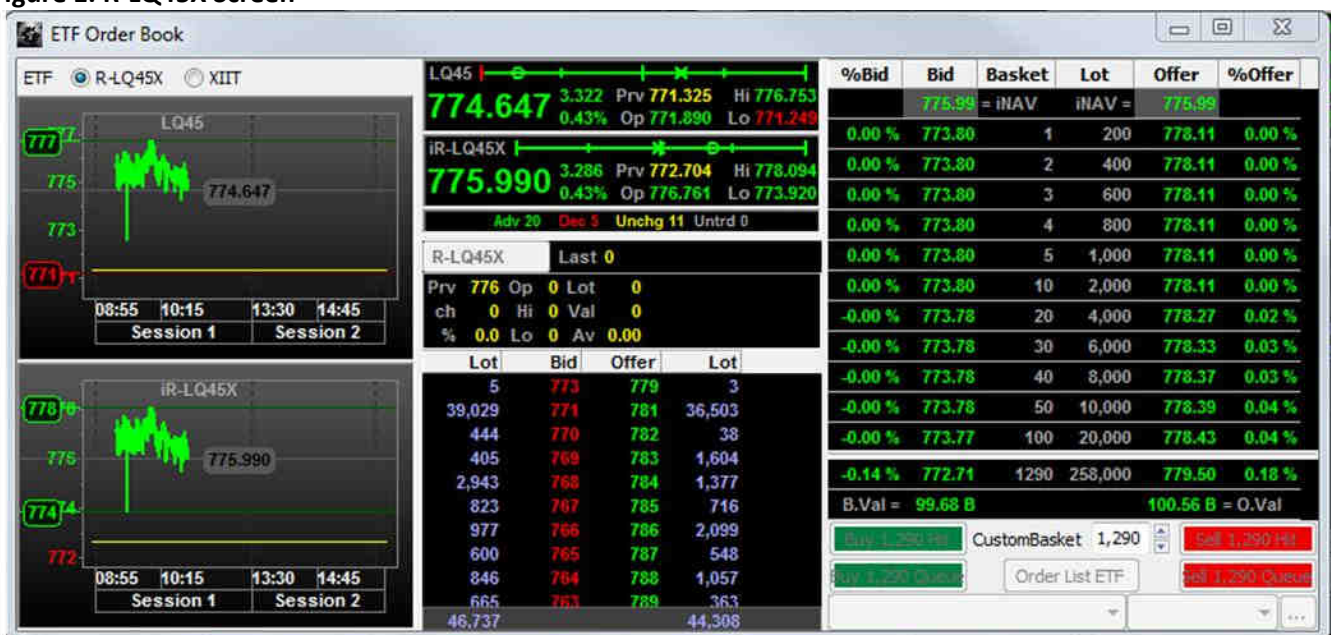 ETF Order Book
ETF R-LQ45X XIIT
LQ45
777
775
774.647
773
771
08:55 10:15 13:30 14:45
Session 1 Session 2
iR-LQ45X
778
776
775.990
774
772
08:55 10:15 13:30 14:45
Session 1 Session 2
LQ45
774.647 3.322 Prv 771.325 Hi 776.753
0.43% Op 771.890 Lo 771.249
iR-LQ45X
775.990 3.286 Prv 772.704 Hi 778.094
0.43% Op 776.761 Lo 773.920
Adv 20 Dec 5 Unchg 11 Untrd 0
R-LQ45X Last 0
Prv 776 Op 0 Lot 0
ch 0 Hi 0 Val 0
% 0.0 Lo 0 Av 0.00
Lot Bid Offer Lot
5 773 779 3
39,029 771 781 36,503
444 770 782 38
405 769 783 1,604
2,943 768 784 1,377
823 767 785 716
977 766 786 2,099
600 765 787 548
846 764 788 1,057
665 763 789 363
46,737 44,308
%Bid Bid Basket Lot Offer %Offer
775.99 = iNAV iNAV = 775.99
0.00 % 773.80 1 200 778.11 0.00 %
0.00 % 773.80 2 400 778.11 0.00 %
0.00 % 773.80 3 600 778.11 0.00 %
0.00 % 773.80 4 800 778.11 0.00 %
0.00 % 773.80 5 1,000 778.11 0.00 %
0.00 % 773.80 10 2,000 778.11 0.00 %
-0.00 % 773.78 20 4,000 778.27 0.02 %
-0.00 % 773.78 30 6,000 778.33 0.03 %
-0.00 % 773.78 40 8,000 778.37 0.03 %
-0.00 % 773.78 50 10,000 778.39 0.04 %
-0.00 % 773.77 100 20,000 778.43 0.04 %
-0.14 % 772.71 1290 258,000 779.50 0.18 %
B.Val = 99.68 B 100.56 B = O.Val
Buy 1,290 Hit CustomBasket 1,290 Sell 1,290 Hit
Buy 1,290 Queue Order List ETF Sell 1,290 Queue
...